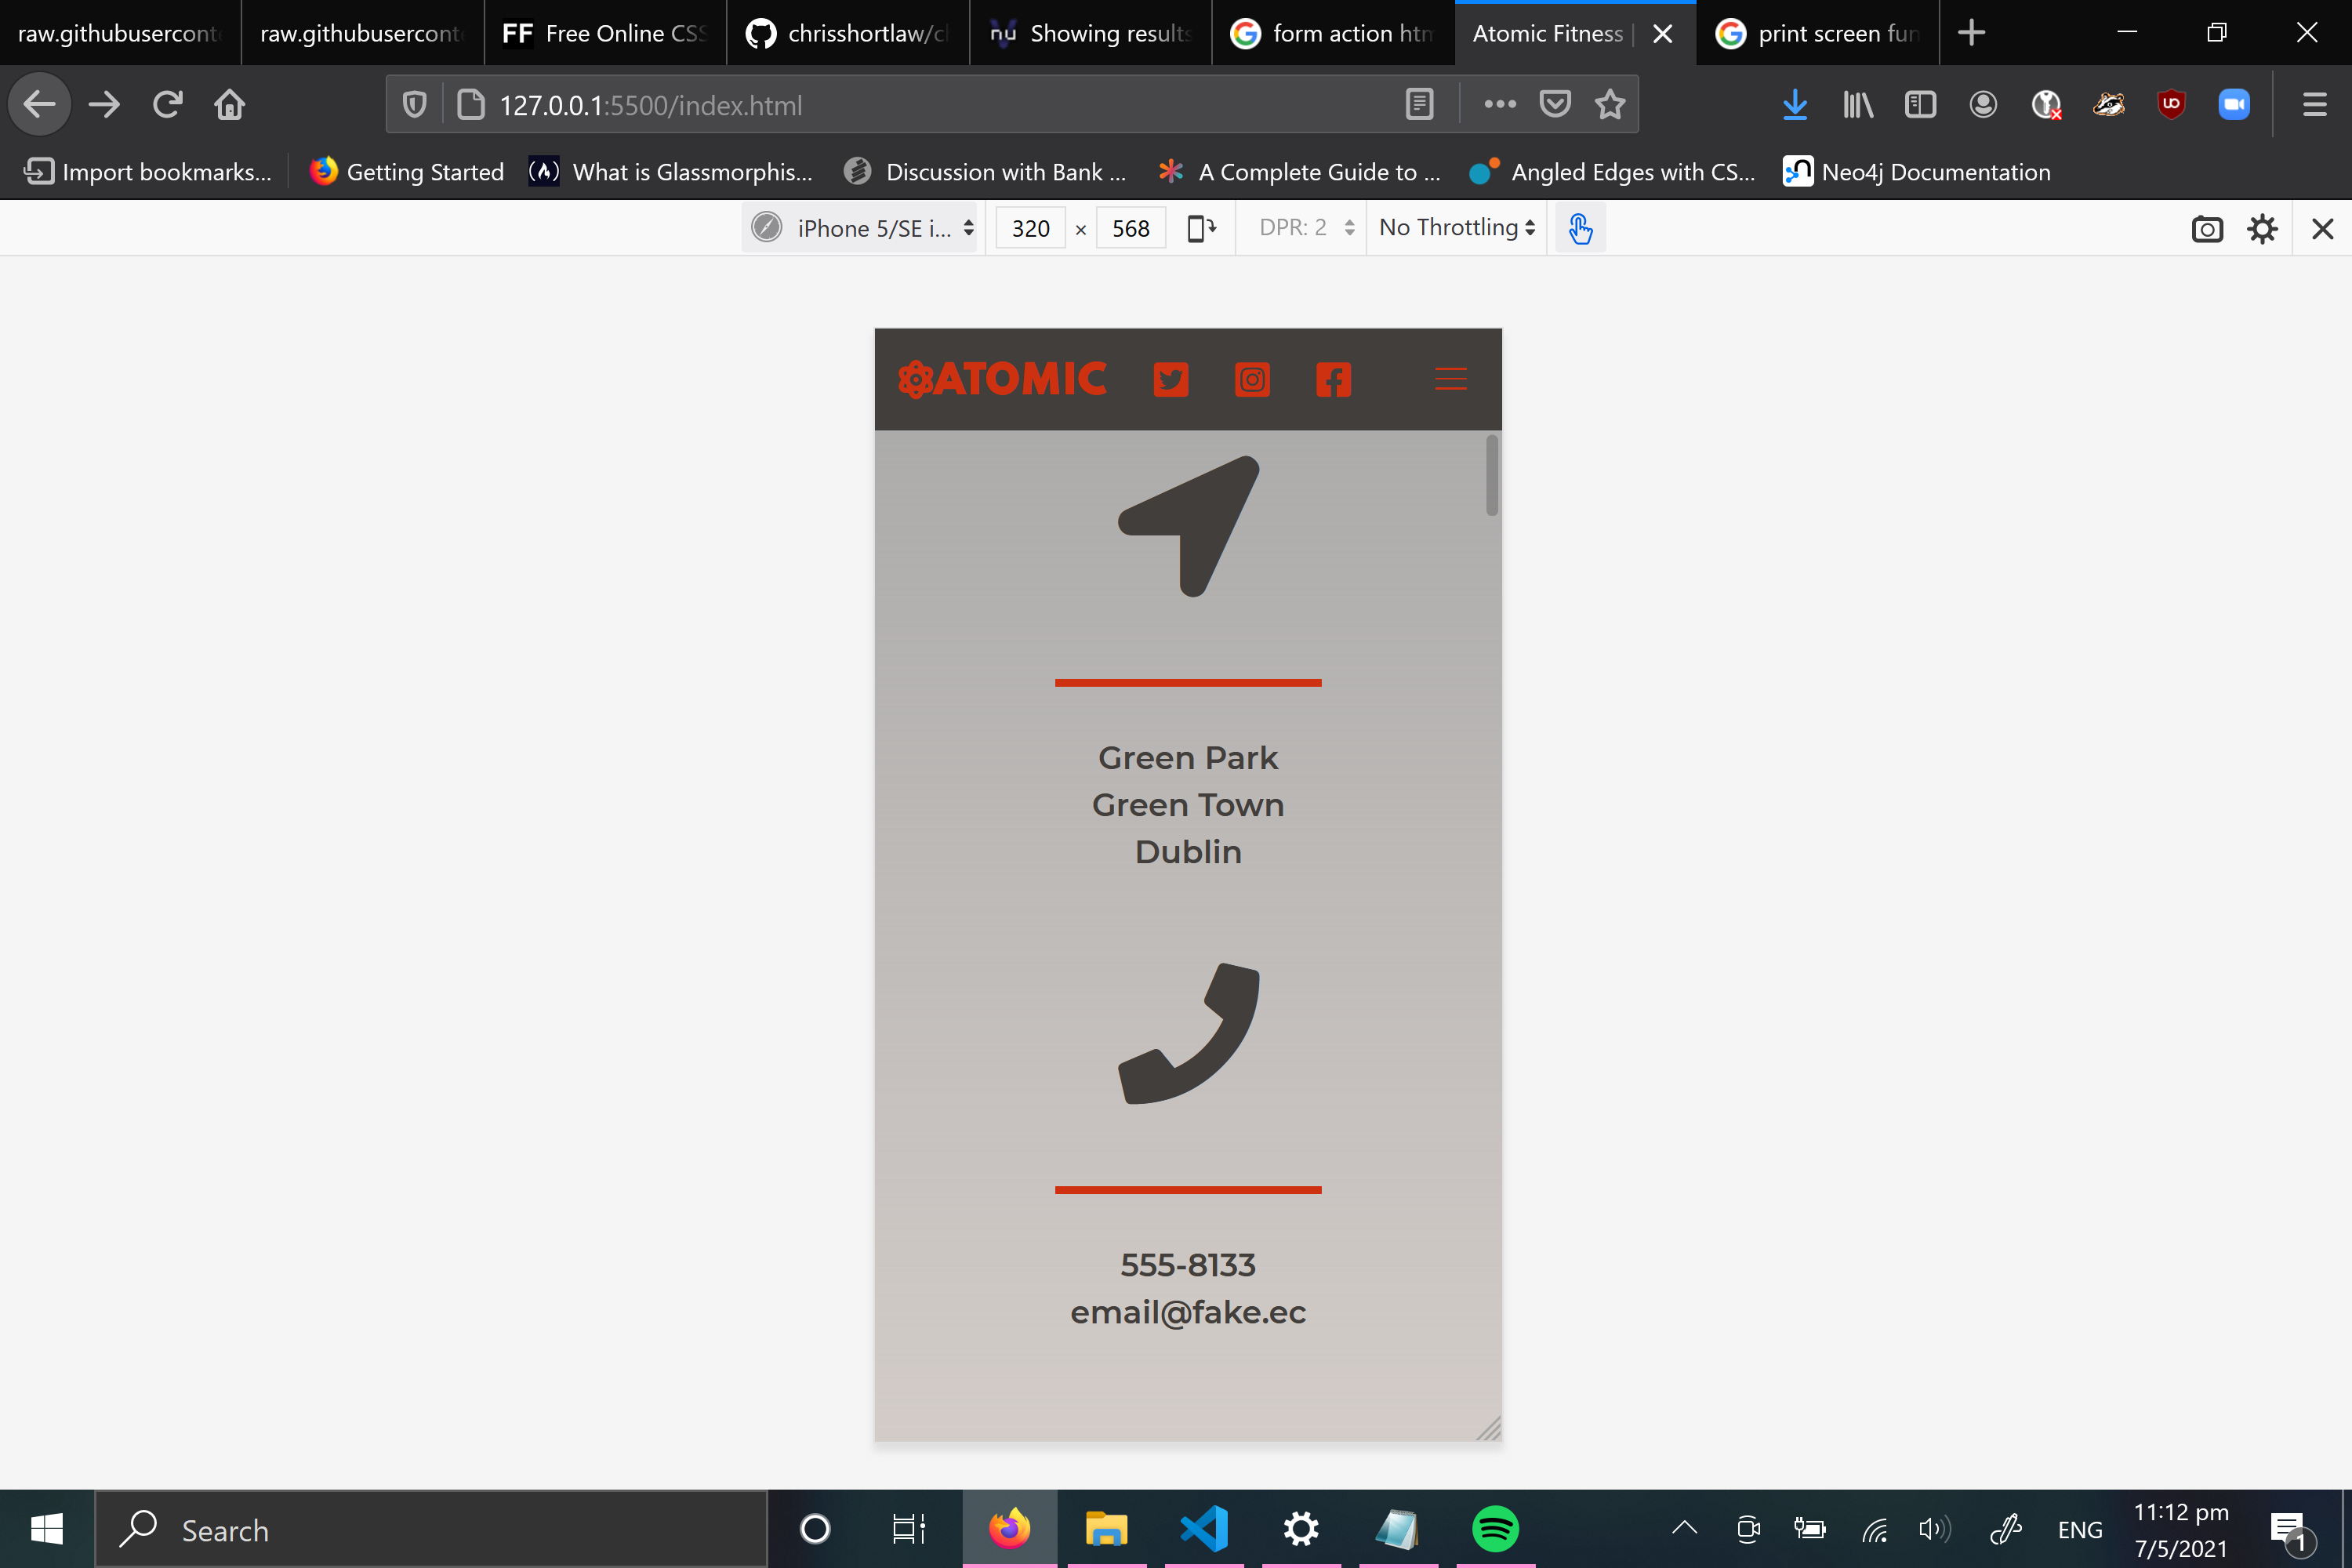 raw.githubuserconte
raw.githubuserconte
FF Free Online CSS
chrisshortlaw/c
nu Showing results
form action htm
Atomic Fitness |
print screen fun
127.0.0.1:5500/index.html
Import bookmarks...
Getting Started
What is Glassmorphis...
Discussion with Bank ...
A Complete Guide to ...
Angled Edges with CS...
Neo4j Documentation
iPhone 5/SE i...
320 × 568
DPR: 2
No Throttling
ATOMIC
Green Park
Green Town
Dublin
555-8133
email@fake.ec
Search
ENG
11:12 pm
7/5/2021
1